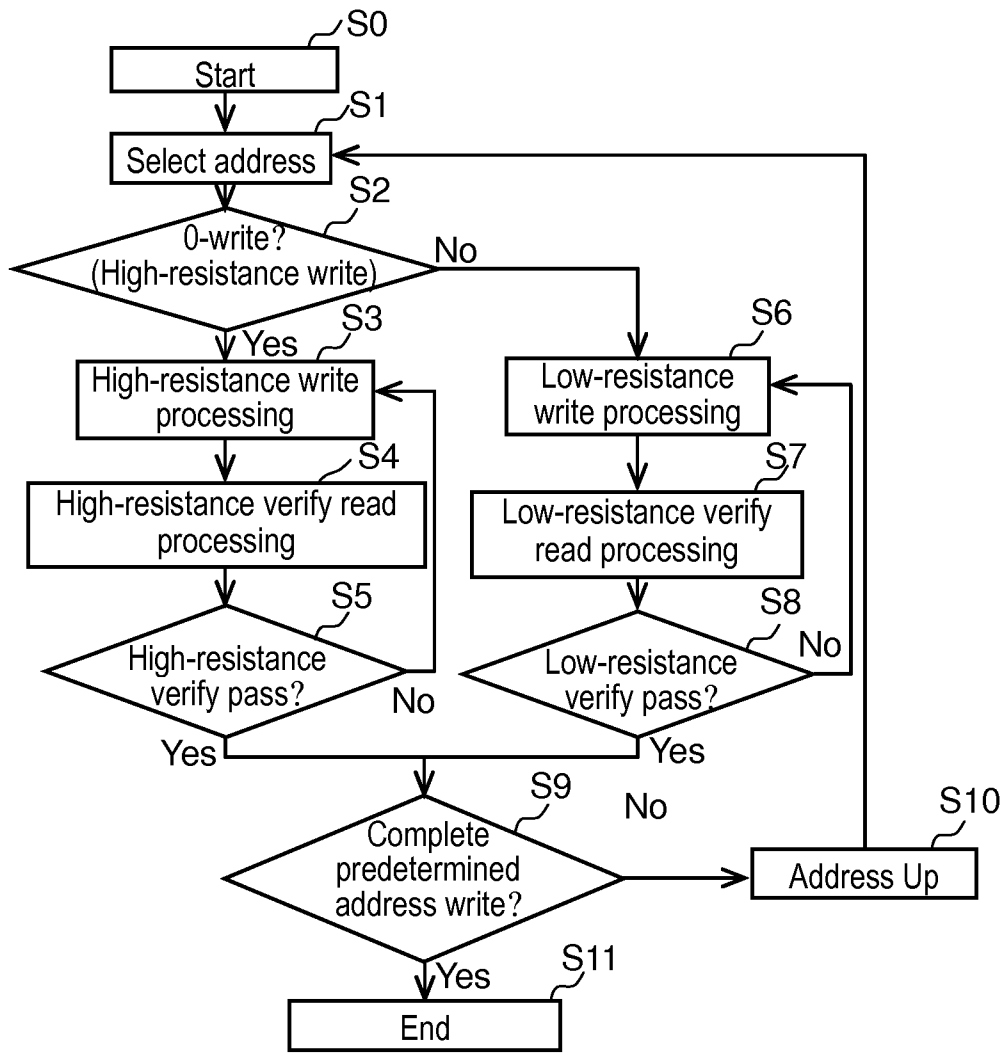 S0
Start
S1
Select address
S2
0-write?
(High-resistance write)
No
Yes
S3
High-resistance write
processing
S4
High-resistance verify read
processing
S5
High-resistance
verify pass?
No
Yes
S6
Low-resistance
write processing
S7
Low-resistance verify
read processing
S8
Low-resistance
verify pass?
No
Yes
S9
Complete
predetermined
address write?
No
Yes
S10
Address Up
S11
End